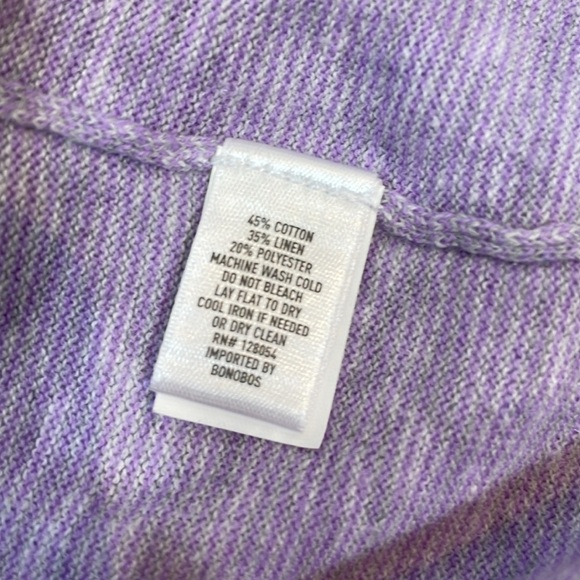 45% COTTON
35% LINEN
20% POLYESTER
MACHINE WASH COLD
DO NOT BLEACH
LAY FLAT TO DRY
COOL IRON IF NEEDED
OR DRY CLEAN
RN# 128054
IMPORTED BY
BONOBOS